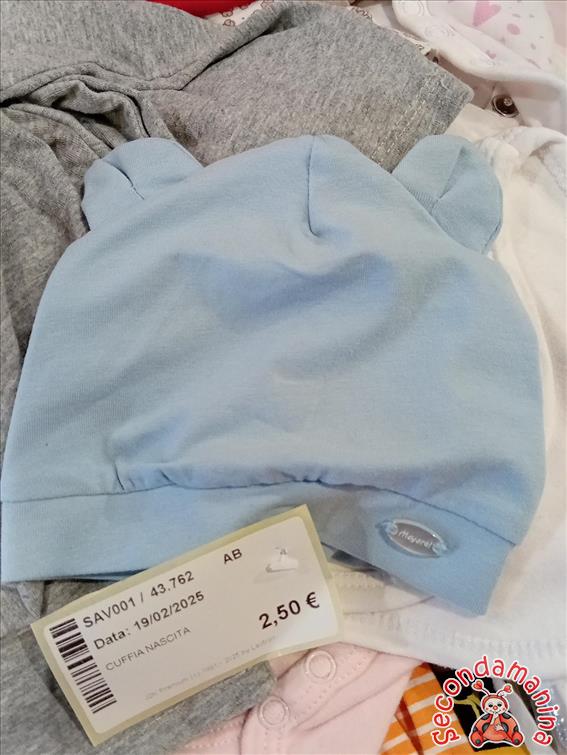 Mayoral
SAV001 / 43.762 AB
Data: 19/02/2025
CUFFIA NASCITA
2,50 €
Secondamanina